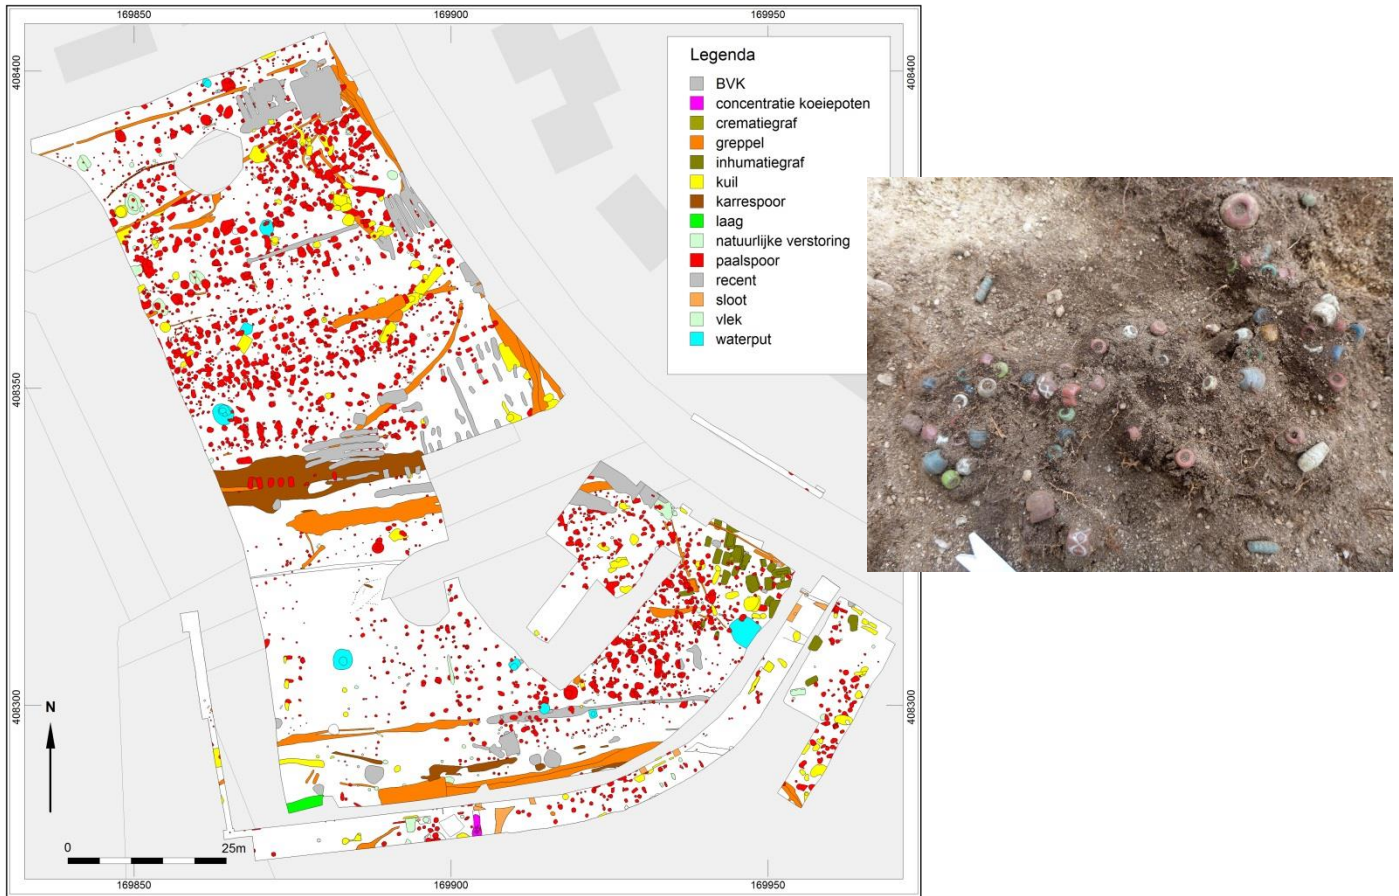 169850 169900 169950
408400 408400
Legenda
BVK
concentratie koeiepoten
crematiegraf
greppel
inhumatiegraf
kuil
karrespoor
laag
natuurlijke verstoring
paalspoor
recent
sloot
vlek
waterput
408350 408350
408300 408300
N
0 25m
169850 169900 169950